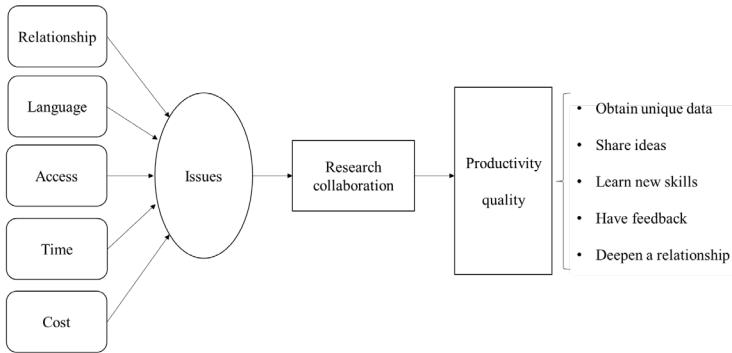 Relationship
Language
Access
Time
Cost
Issues
Research
collaboration
Productivity
quality
• Obtain unique data
• Share ideas
• Learn new skills
• Have feedback
• Deepen a relationship